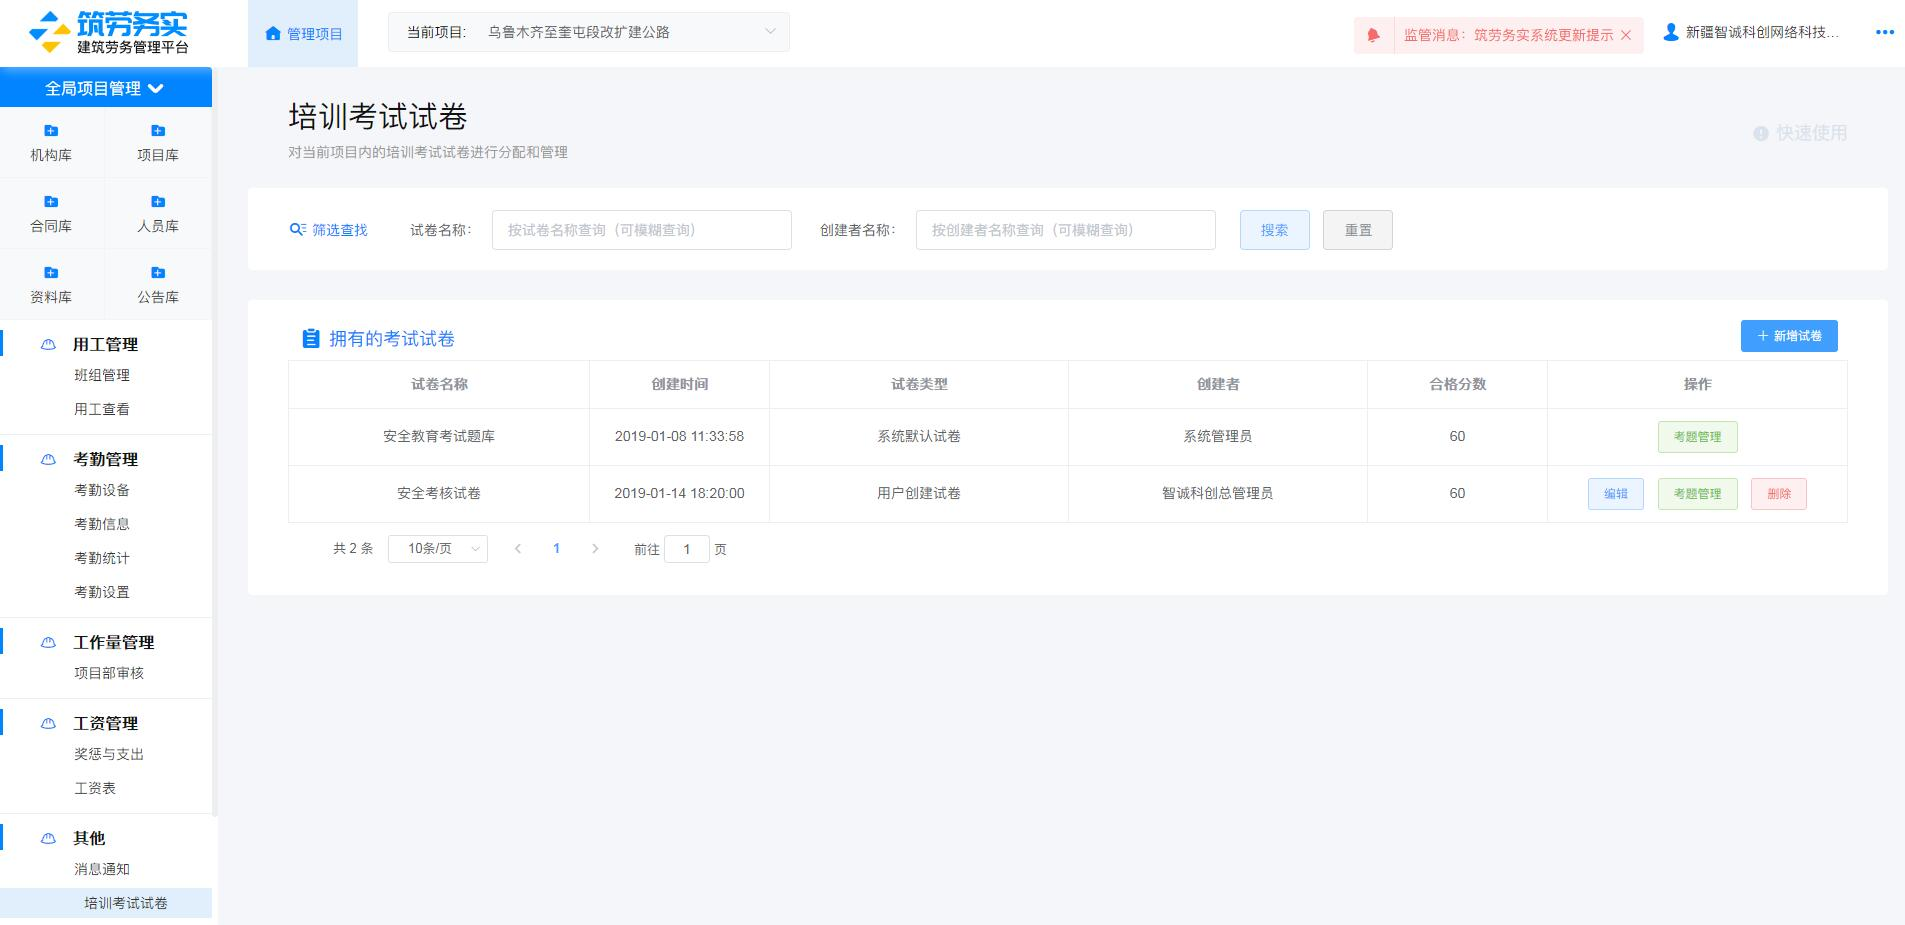 筑劳务实
建筑劳务管理平台
管理项目
当前项目: 乌鲁木齐至奎屯段改扩建公路
监管消息：筑劳务实系统更新提示
新疆智诚科创网络科技...
全局项目管理
机构库 项目库
合同库 人员库
资料库 公告库
用工管理
班组管理
用工查看
考勤管理
考勤设备
考勤信息
考勤统计
考勤设置
工作量管理
项目部审核
工资管理
奖惩与支出
工资表
其他
消息通知
培训考试试卷
培训考试试卷
对当前项目内的培训考试试卷进行分配和管理
快速使用
筛选查找 试卷名称： 按试卷名称查询（可模糊查询） 创建者名称： 按创建者名称查询（可模糊查询） 搜索 重置
拥有的考试试卷
新增试卷
试卷名称 创建时间 试卷类型 创建者 合格分数 操作
安全教育考试题库 2019-01-08 11:33:58 系统默认试卷 系统管理员 60 考题管理
安全考核试卷 2019-01-14 18:20:00 用户创建试卷 智诚科创总管理员 60 编辑 考题管理 删除
共 2 条 10条/页 1 前往 1 页